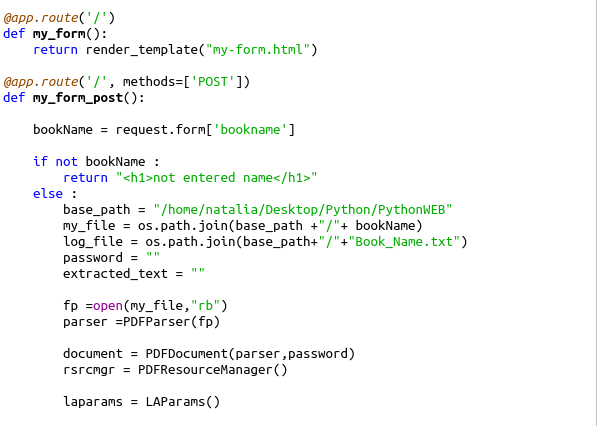 @app.route('/')
def my_form():
    return render_template("my-form.html")

@app.route('/', methods=['POST'])
def my_form_post():

    bookName = request.form['bookname']

    if not bookName :
        return "<h1>not entered name</h1>"
    else :
        base_path = "/home/natalia/Desktop/Python/PythonWEB"
        my_file = os.path.join(base_path +"/"+ bookName)
        log_file = os.path.join(base_path+"/"+"Book_Name.txt")
        password = ""
        extracted_text = ""

        fp =open(my_file,"rb")
        parser =PDFParser(fp)

        document = PDFDocument(parser,password)
        rsrcmgr = PDFResourceManager()

        laparams = LAParams()